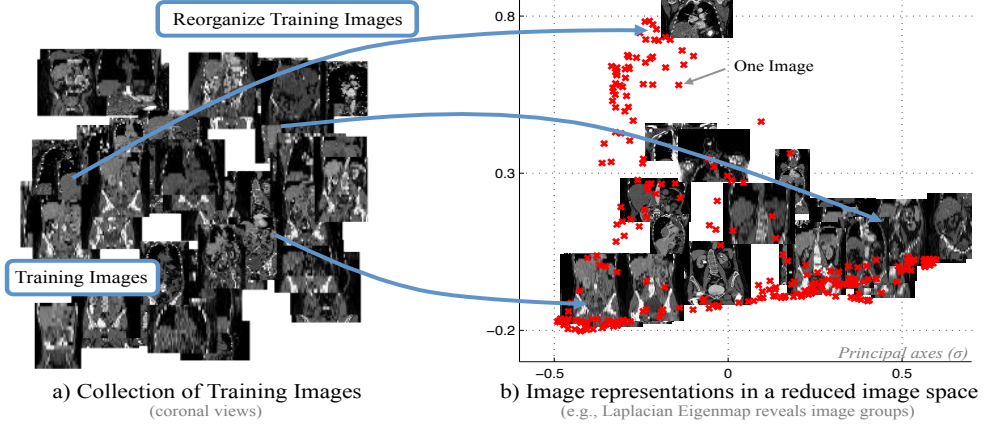 Reorganize Training Images
Training Images
a) Collection of Training Images
(coronal views)
0.8
One Image
0.3
−0.2
Principal axes (σ)
−0.5
0
0.5
b) Image representations in a reduced image space
(e.g., Laplacian Eigenmap reveals image groups)